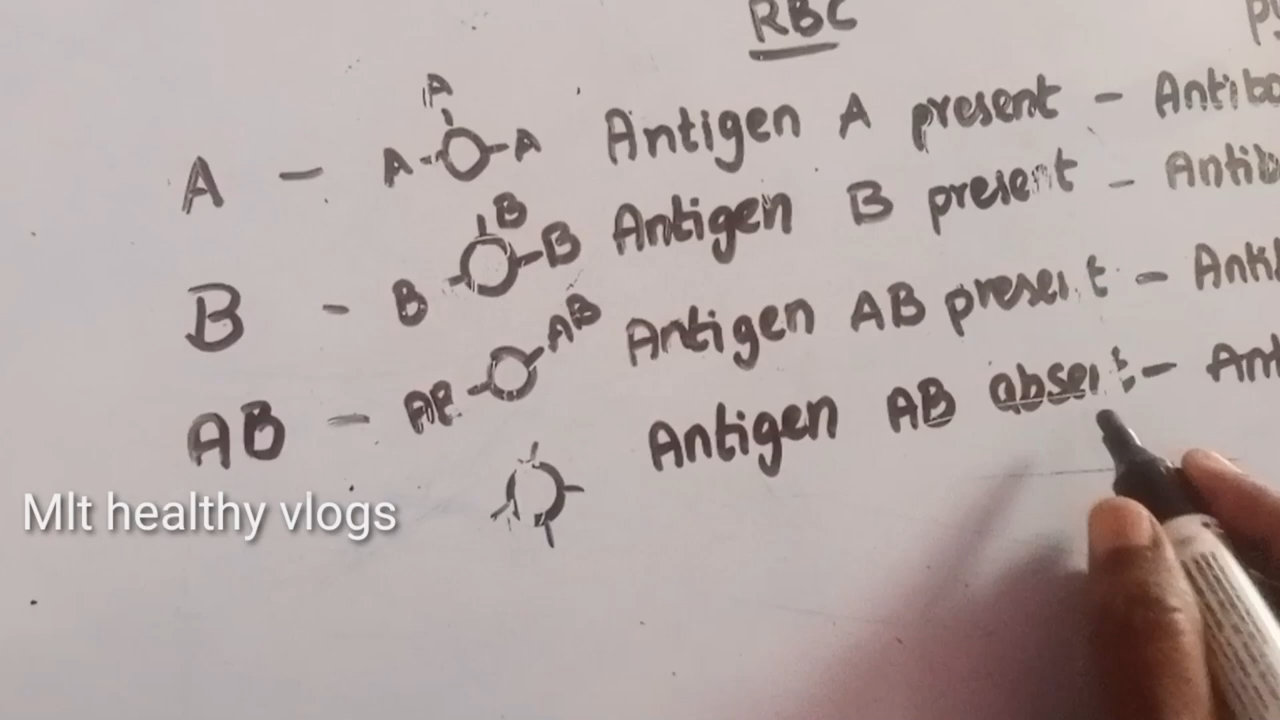 RBC
A - A A A Antigen A present - Antibo
B - B B B Antigen B present - Antib
AB - AB AB Antigen AB present - Anti
Antigen AB absent - Ant
Mlt healthy vlogs